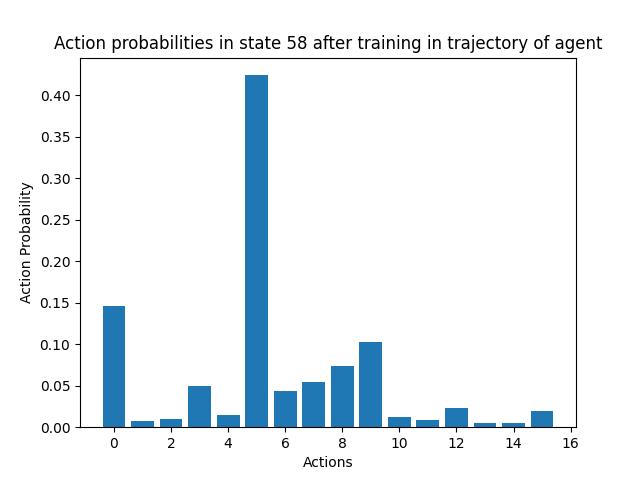 Action probabilities in state 58 after training in trajectory of agent
0.40
0.35
0.30
0.25
0.20
0.15
0.10
0.05
0.00
Action Probability
0 2 4 6 8 10 12 14 16
Actions